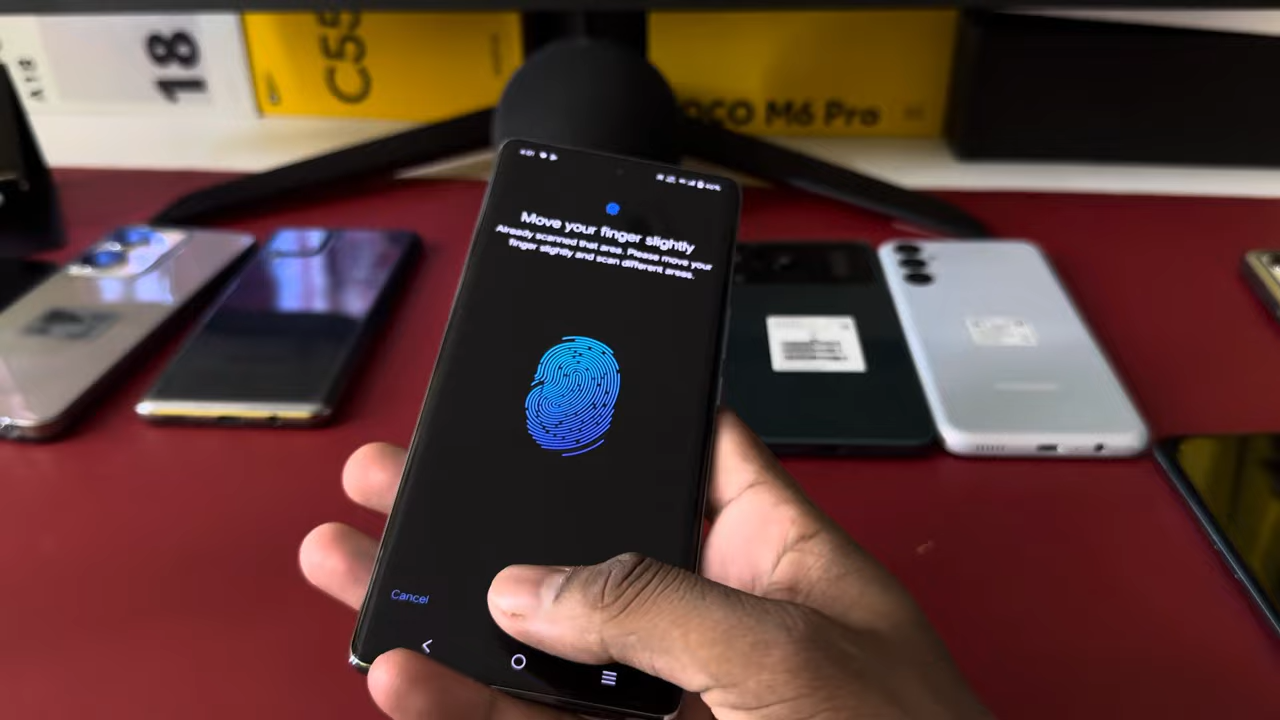 A18
18
C55
POCO M6 Pro
Move your finger slightly
Already scanned that area. Please move your
finger slightly and scan different areas.
Cancel